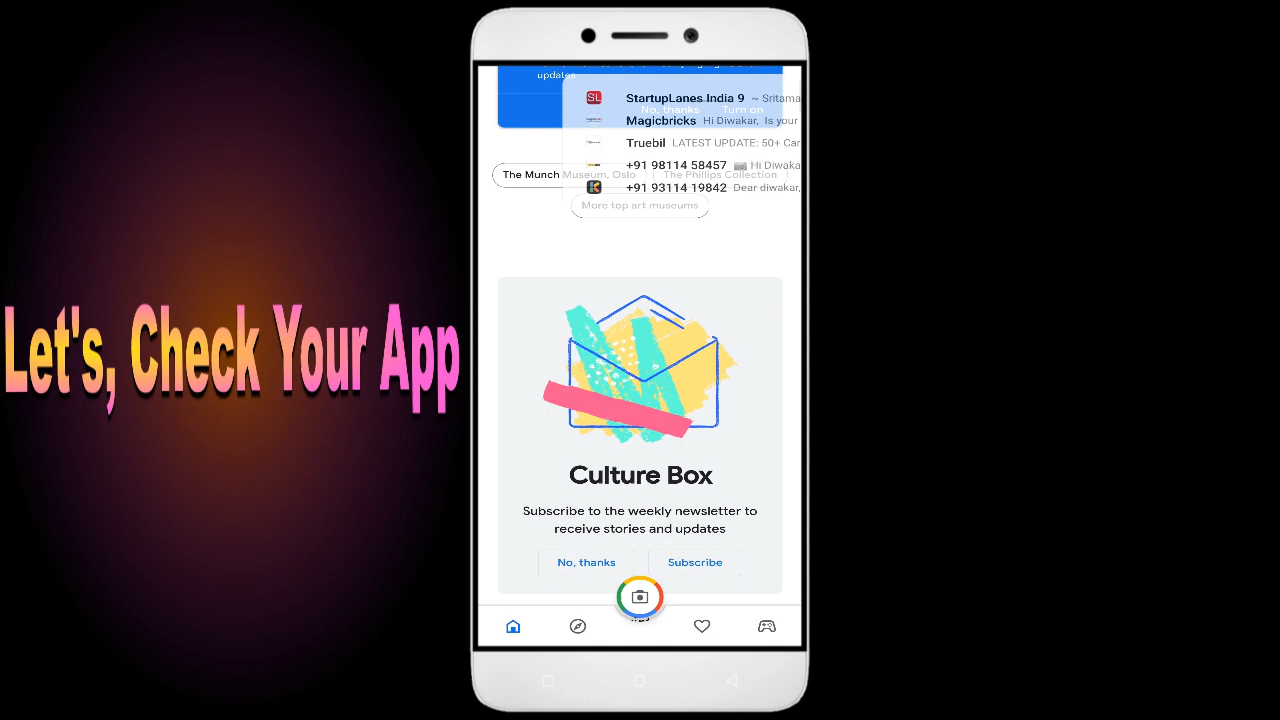 Let's, Check Your App
updates
No, thanks
Turn on
SL
StartupLanes India 9 ~ Sritama
Magicbricks Hi Diwakar, Is your
Truebil LATEST UPDATE: 50+ Car
+91 98114 58457 Hi Diwaka
+91 93114 19842 Dear diwakar,
The Munch Museum, Oslo
The Phillips Collection
More top art museums
Culture Box
Subscribe to the weekly newsletter to
receive stories and updates
No, thanks
Subscribe